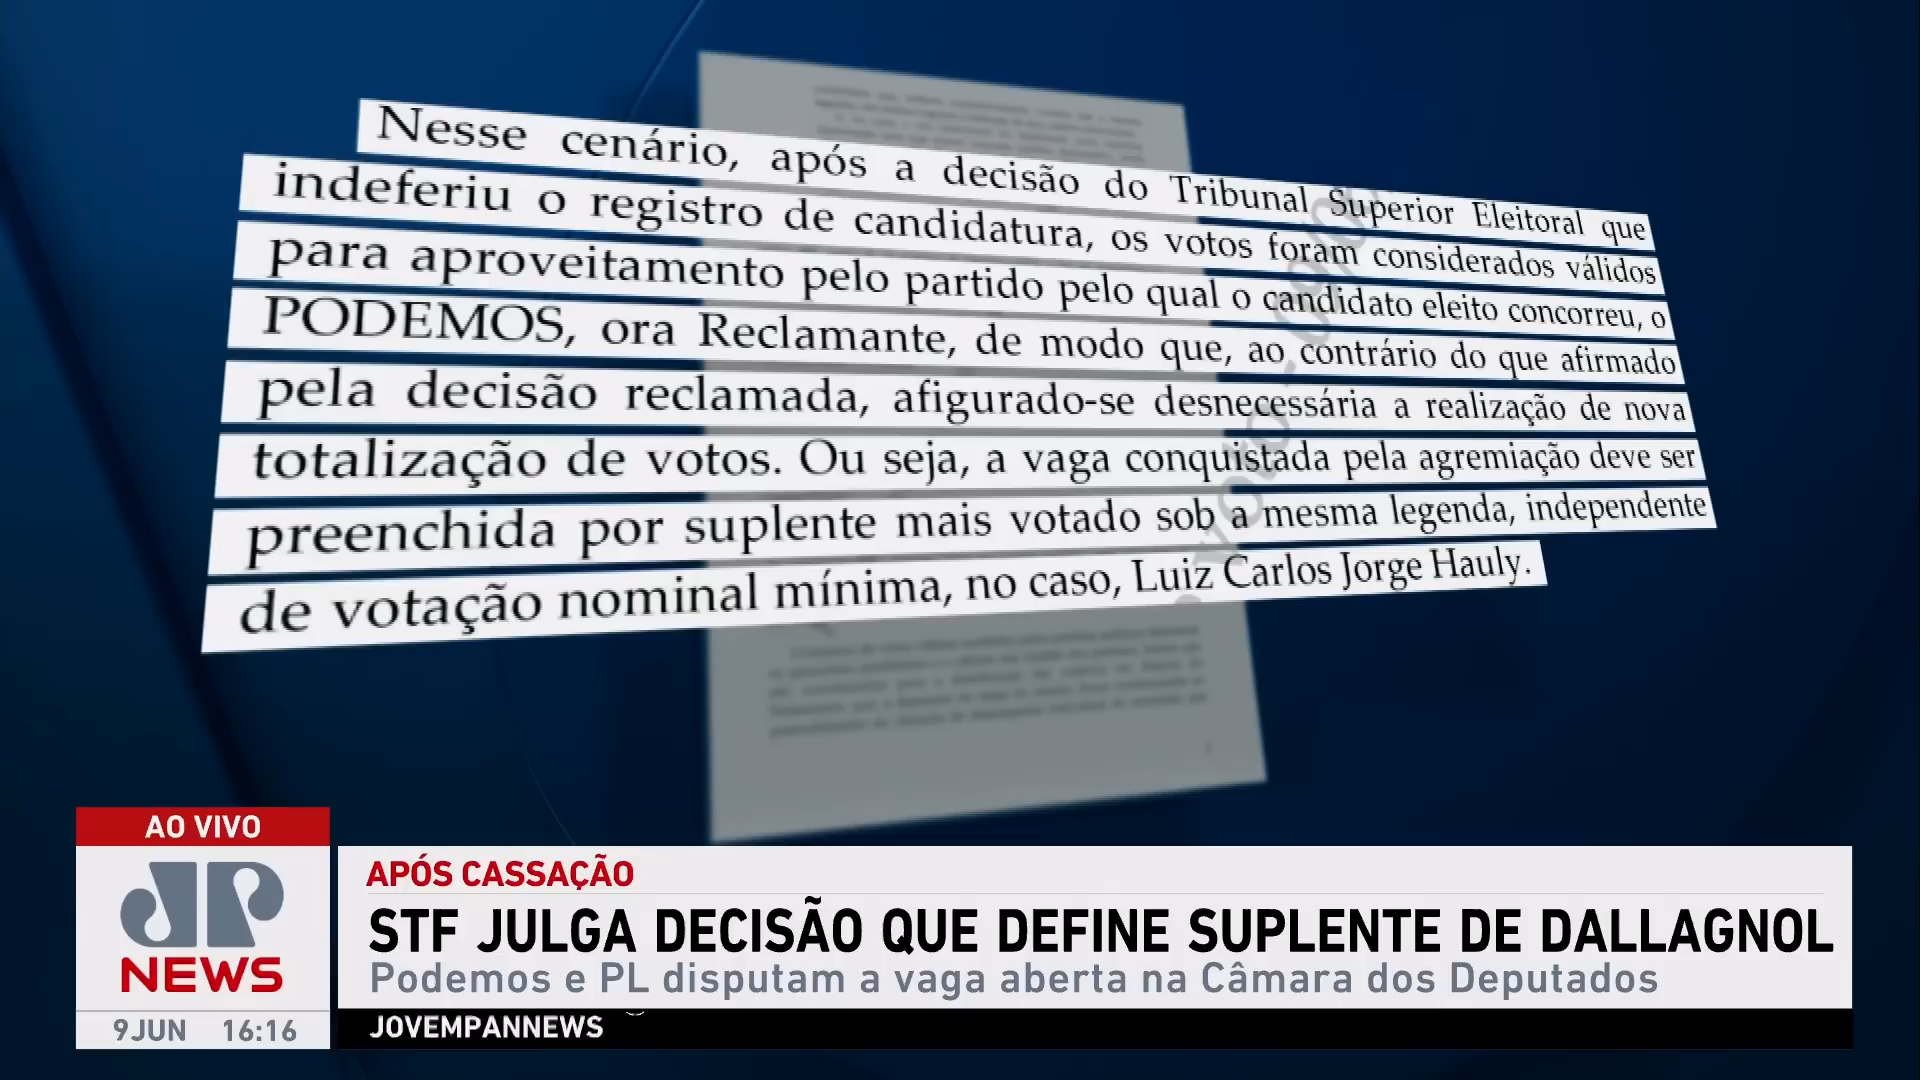 Nesse cenário, após a decisão do Tribunal Superior Eleitoral que
indeferiu o registro de candidatura, os votos foram considerados válidos
para aproveitamento pelo partido pelo qual o candidato eleito concorreu, o
PODEMOS, ora Reclamante, de modo que, ao contrário do que afirmado
pela decisão reclamada, afigurado-se desnecessária a realização de nova
totalização de votos. Ou seja, a vaga conquistada pela agremiação deve ser
preenchida por suplente mais votado sob a mesma legenda, independente
de votação nominal mínima, no caso, Luiz Carlos Jorge Hauly.
AO VIVO
JP
NEWS
9JUN 16:16
APÓS CASSAÇÃO
STF JULGA DECISÃO QUE DEFINE SUPLENTE DE DALLAGNOL
Podemos e PL disputam a vaga aberta na Câmara dos Deputados
JOVEMPANNEWS